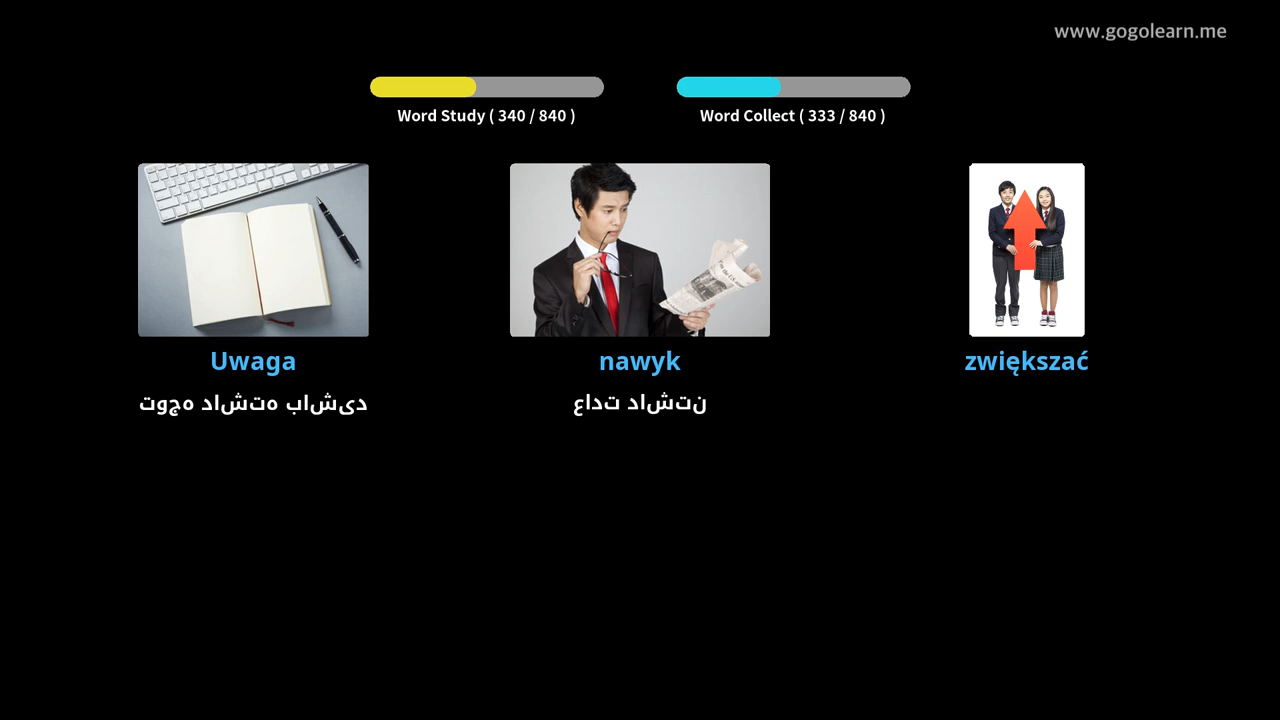 www.gogolearn.me
Word Study ( 340 / 840 )
Word Collect ( 333 / 840 )
Uwaga
nawyk
zwiększać
توجه داشته باشید
عادت داشتن